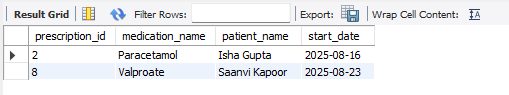 Result Grid Filter Rows: Export: Wrap Cell Content: IA
prescription_id medication_name patient_name start_date
2 Paracetamol Isha Gupta 2025-08-16
8 Valproate Saanvi Kapoor 2025-08-23